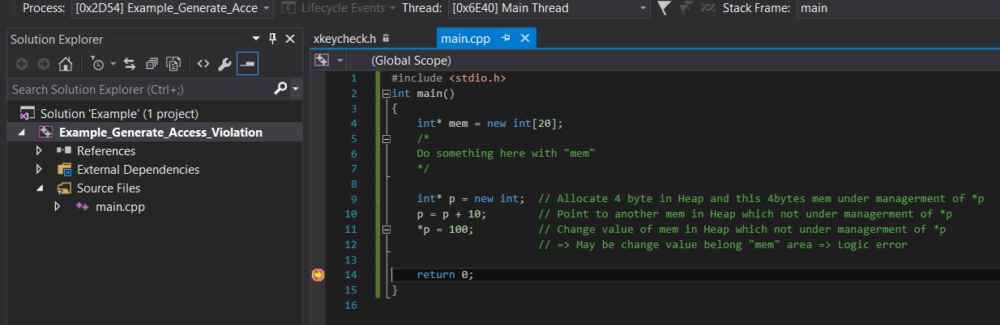 Process: [0x2D54] Example_Generate_Acce Lifecycle Events Thread: [0x6E40] Main Thread Stack Frame: main
Solution Explorer
Search Solution Explorer (Ctrl+;)
Solution 'Example' (1 project)
Example_Generate_Access_Violation
References
External Dependencies
Source Files
main.cpp
xkeycheck.h main.cpp
(Global Scope)
1 #include <stdio.h>
2 int main()
3 {
4 int* mem = new int[20];
5 /*
6 Do something here with "mem"
7 */
8
9 int* p = new int; // Allocate 4 byte in Heap and this 4bytes mem under managerment of *p
10 p = p + 10; // Point to another mem in Heap which not under managerment of *p
11 *p = 100; // Change value of mem in Heap which not under managerment of *p
12 // => May be change value belong "mem" area => Logic error
13
14 return 0;
15 }
16